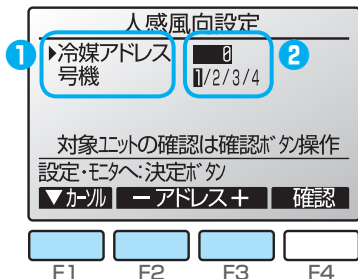 人感風向設定
❶ ▶冷媒アドレス 0 ❷
号機 1/2/3/4
対象ユニットの確認は確認ボタン操作
設定・モニタへ:決定ボタン
▼カーソル －アドレス＋ 確認
F1 F2 F3 F4